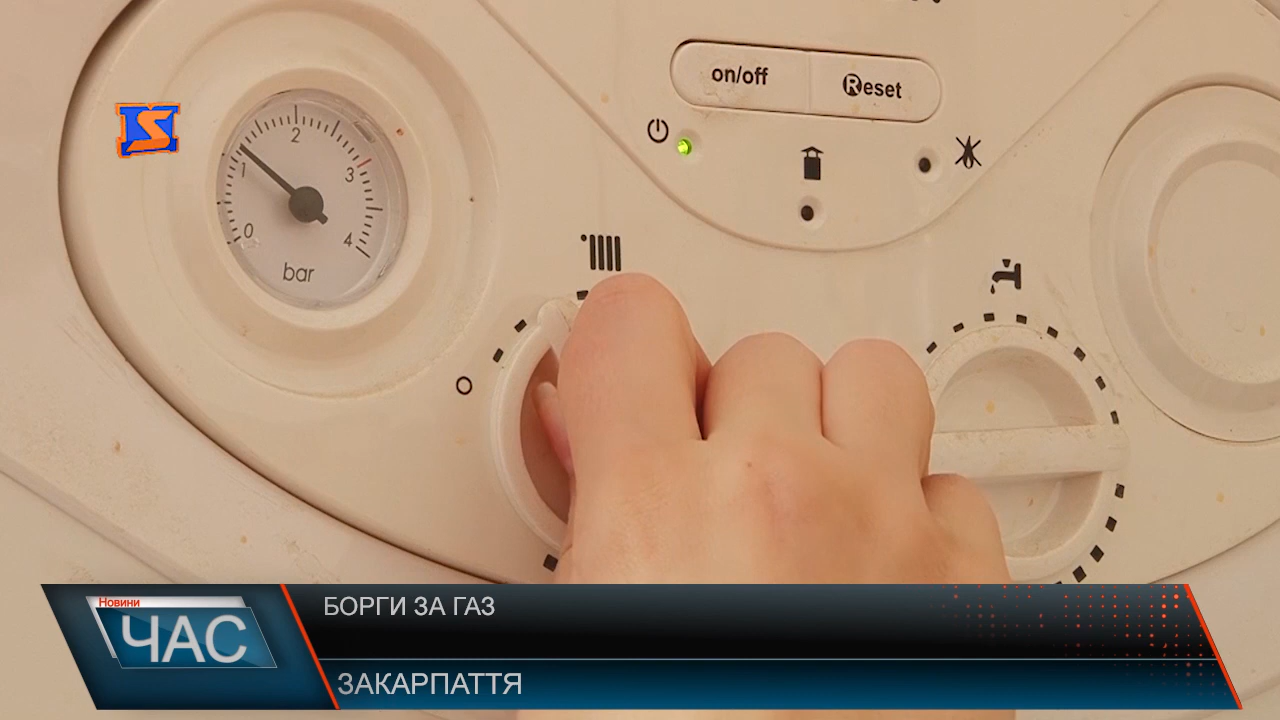 on/off
Reset
2
1
3
0
4
bar
Новини
ЧАС
БОРГИ ЗА ГАЗ
ЗАКАРПАТТЯ